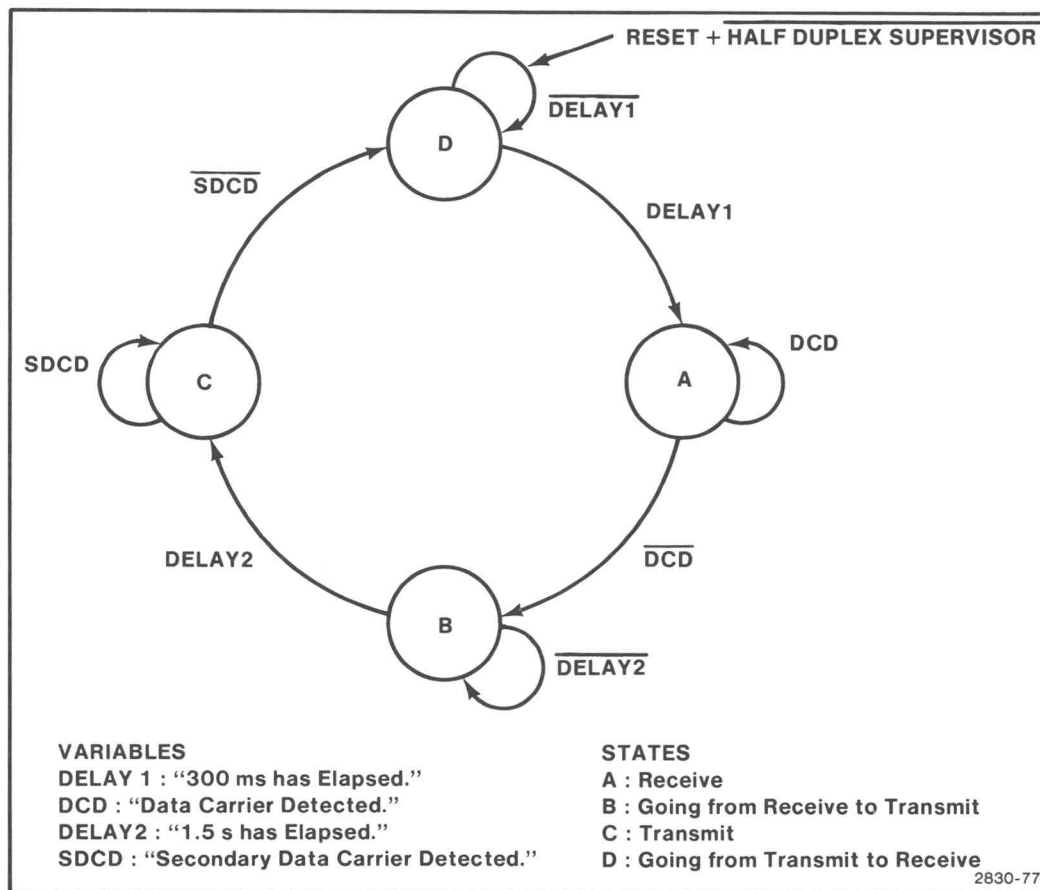 RESET + HALF DUPLEX SUPERVISOR
DELAY1
D
SDCD
DELAY1
SDCD
C
A
DCD
DELAY2
DCD
B
DELAY2
VARIABLES
DELAY 1 : “300 ms has Elapsed.”
DCD : “Data Carrier Detected.”
DELAY2 : “1.5 s has Elapsed.”
SDCD : “Secondary Data Carrier Detected.”
STATES
A : Receive
B : Going from Receive to Transmit
C : Transmit
D : Going from Transmit to Receive
2830-77